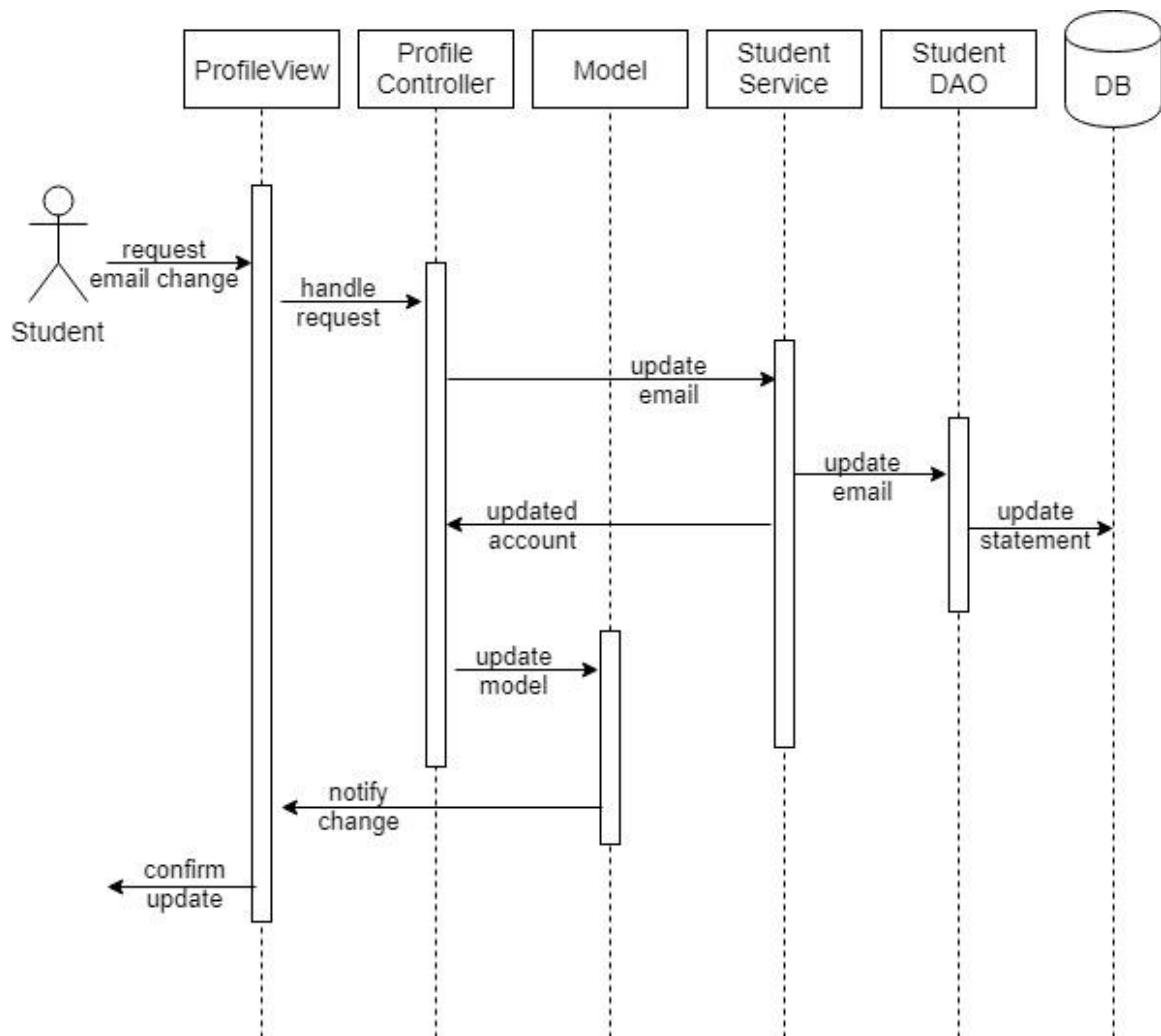 ProfileView
Profile
Controller
Model
Student
Service
Student
DAO
DB
request
email change
Student
handle
request
update
email
update
email
updated
account
update
statement
update
model
notify
change
confirm
update